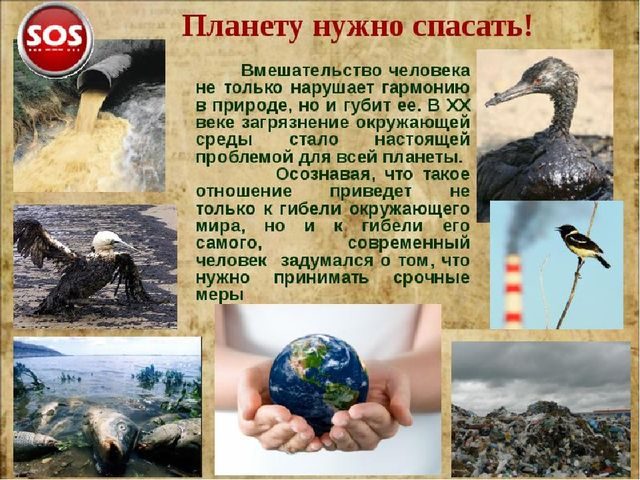 SOS
Планету нужно спасать!
Вмешательство человека
не только нарушает гармонию
в природе, но и губит ее. В XX
веке загрязнение окружающей
среды стало настоящей
проблемой для всей планеты.
Осознавая, что такое
отношение приведет не
только к гибели окружающего
мира, но и к гибели его
самого, современный
человек задумался о том, что
нужно принимать срочные
меры